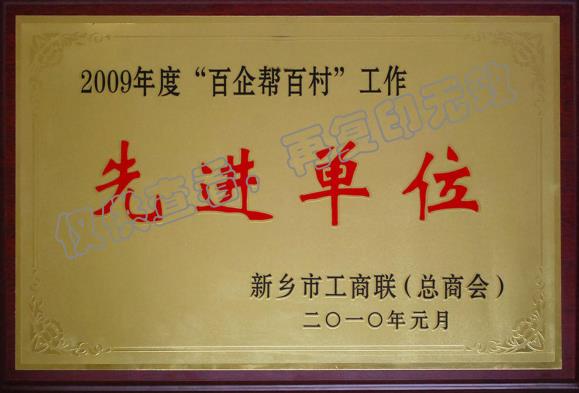 2009年度“百企帮百村”工作
先进单位
新乡市工商联(总商会)
二〇一〇年元月
仅供查看，再复印无效